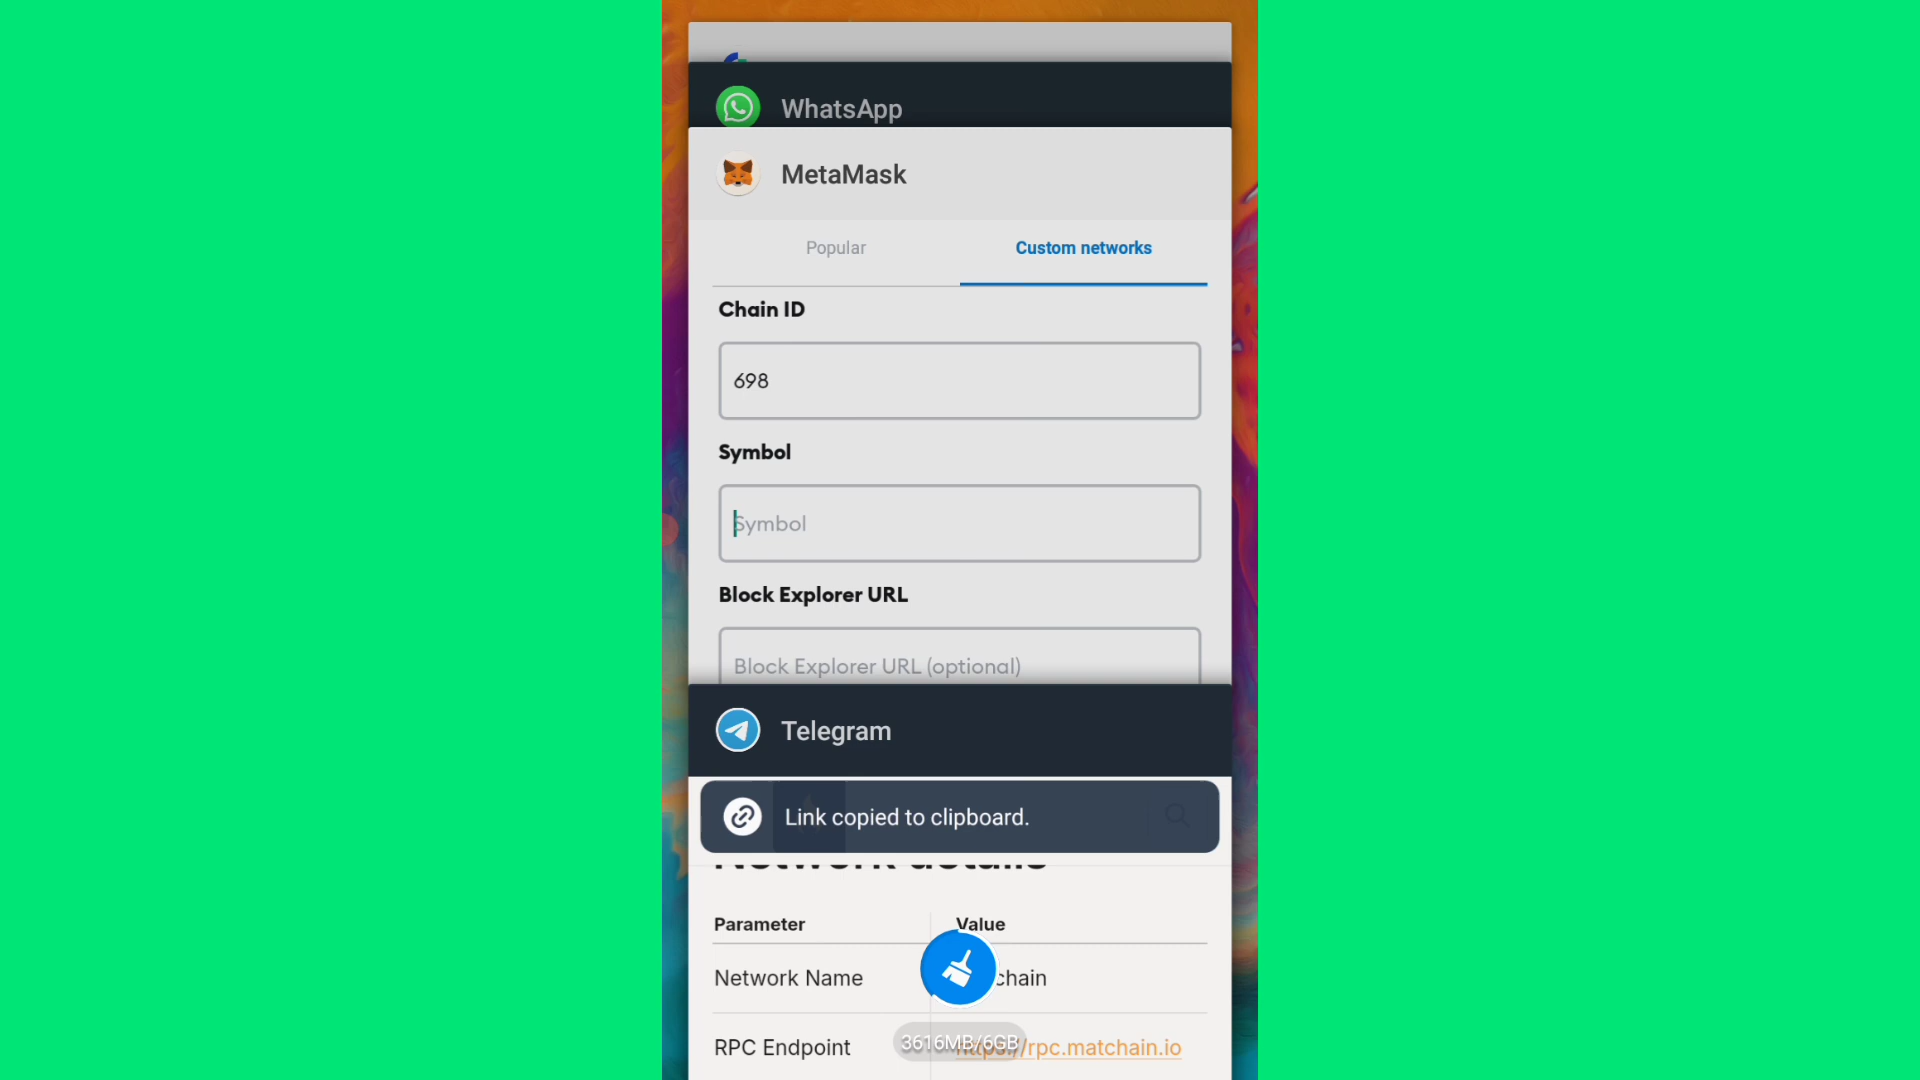 WhatsApp
MetaMask
Popular
Custom networks
Chain ID
698
Symbol
Symbol
Block Explorer URL
Block Explorer URL (optional)
Telegram
Link copied to clipboard.
Network details
Parameter Value
Network Name chain
RPC Endpoint https://rpc.matchain.io
3616MB/6GB